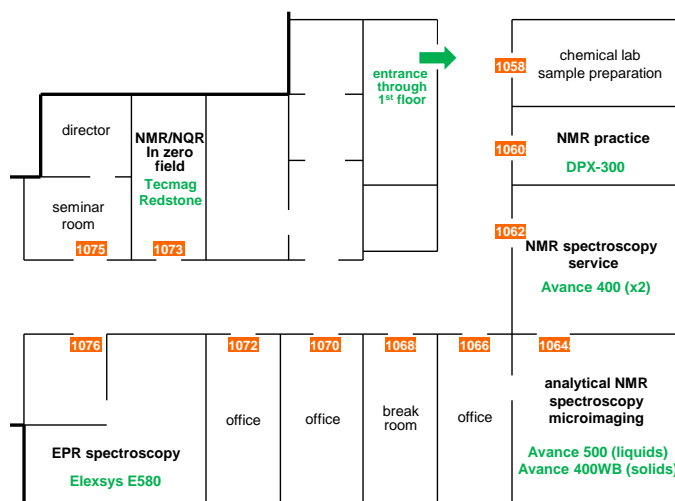 entrance
through
1st floor
1058
chemical lab
sample preparation
director
NMR/NQR
In zero
field
Tecmag
Redstone
1060
NMR practice
DPX-300
seminar
room
1075
1073
1062
NMR spectroscopy
service
Avance 400 (x2)
1076
1072
1070
1068
1066
1064
office
office
break
room
office
analytical NMR
spectroscopy
microimaging
EPR spectroscopy
Elexsys E580
Avance 500 (liquids)
Avance 400WB (solids)